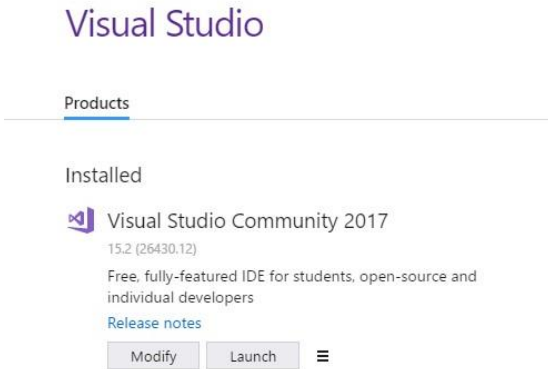 Visual Studio
Products
Installed
Visual Studio Community 2017
15.2 (26430.12)
Free, fully-featured IDE for students, open-source and
individual developers
Release notes
Modify Launch